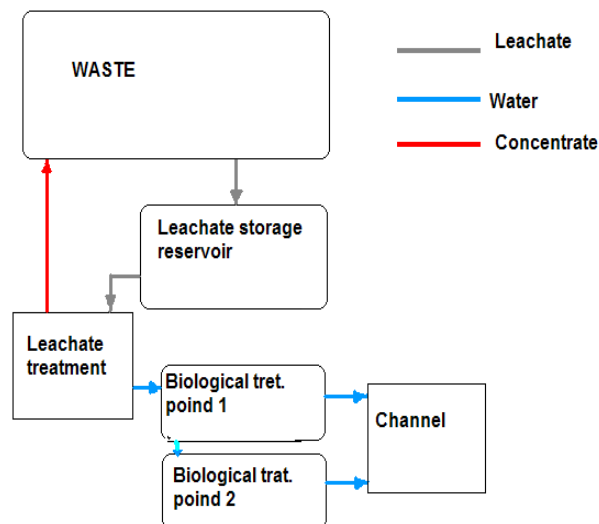 WASTE
Leachate
Water
Concentrate
Leachate storage
reservoir
Leachate
treatment
Biological tret.
poind 1
Channel
Biological trat.
poind 2